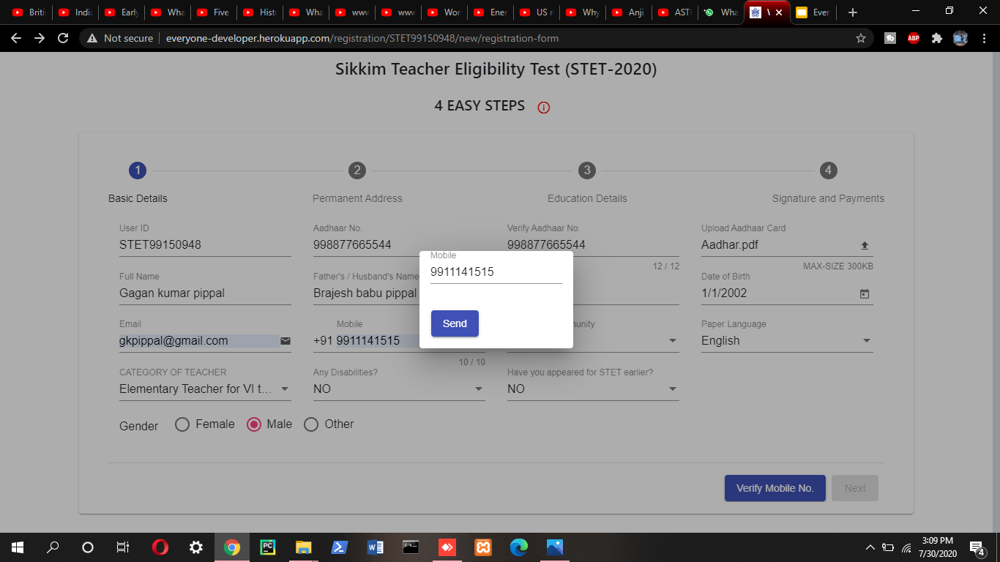 Briti
India
Early
Wha
Five
Histo
Wha
www
www
Wor
Ener
US n
Why
Anji
AST
Wha
Ever
Not secure
everyone-developer.herokuapp.com/registration/STET99150948/new/registration-form
ABP
Sikkim Teacher Eligibility Test (STET-2020)
4 EASY STEPS
1
2
3
4
Basic Details
Permanent Address
Education Details
Signature and Payments
User ID
Aadhaar No.
Verify Aadhaar No.
Upload Aadhaar Card
STET99150948
998877665544
998877665544
Aadhar.pdf
12 / 12
MAX-SIZE 300KB
Full Name
Father's / Husband's Name
Date of Birth
Gagan kumar pippal
Brajesh babu pippal
1/1/2002
Mobile
9911141515
Send
Email
Mobile
Paper Language
gkpippal@gmail.com
+91 9911141515
English
10 / 10
CATEGORY OF TEACHER
Any Disabilities?
Have you appeared for STET earlier?
Elementary Teacher for VI t...
NO
NO
Gender
Female
Male
Other
Verify Mobile No.
Next
PC
3:09 PM
7/30/2020
4